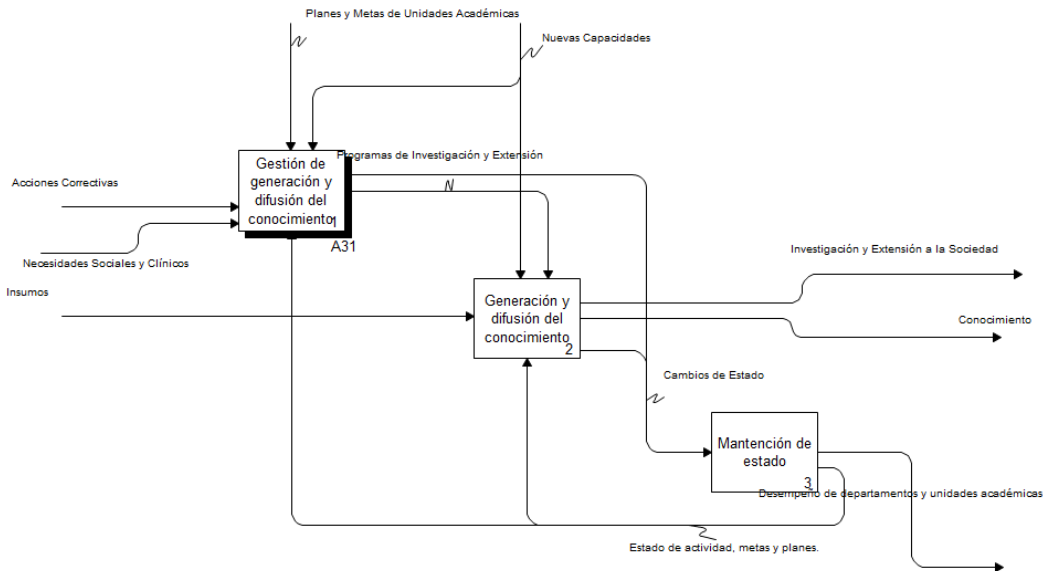 Planes y Metas de Unidades Académicas
Nuevas Capacidades
Programas de Investigación y Extensión
Gestión de
generación y
difusión del
conocimiento
1
A31
Acciones Correctivas
Necesidades Sociales y Clínicos
Insumos
Investigación y Extensión a la Sociedad
Generación y
difusión del
conocimiento
2
Conocimiento
Cambios de Estado
Mantención de
estado
3
Desempeño de departamentos y unidades académicas
Estado de actividad, metas y planes.